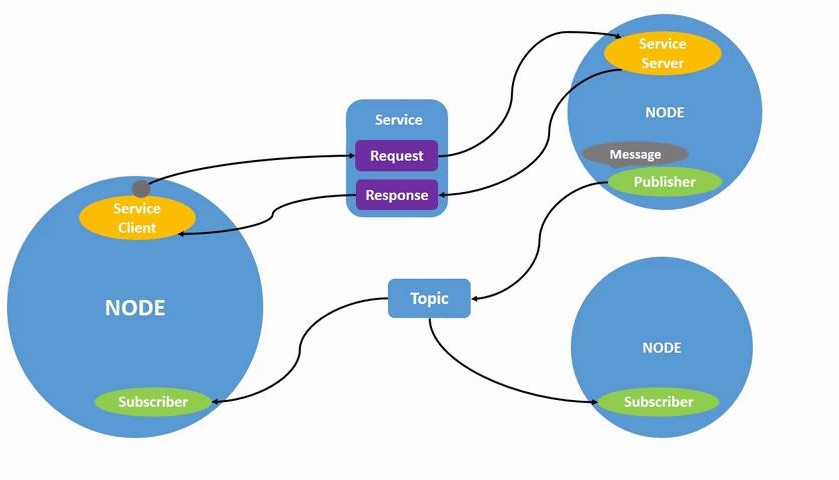 Service
Server
Service
NODE
Request
Message
Publisher
Response
Service
Client
Topic
NODE
NODE
Subscriber
Subscriber